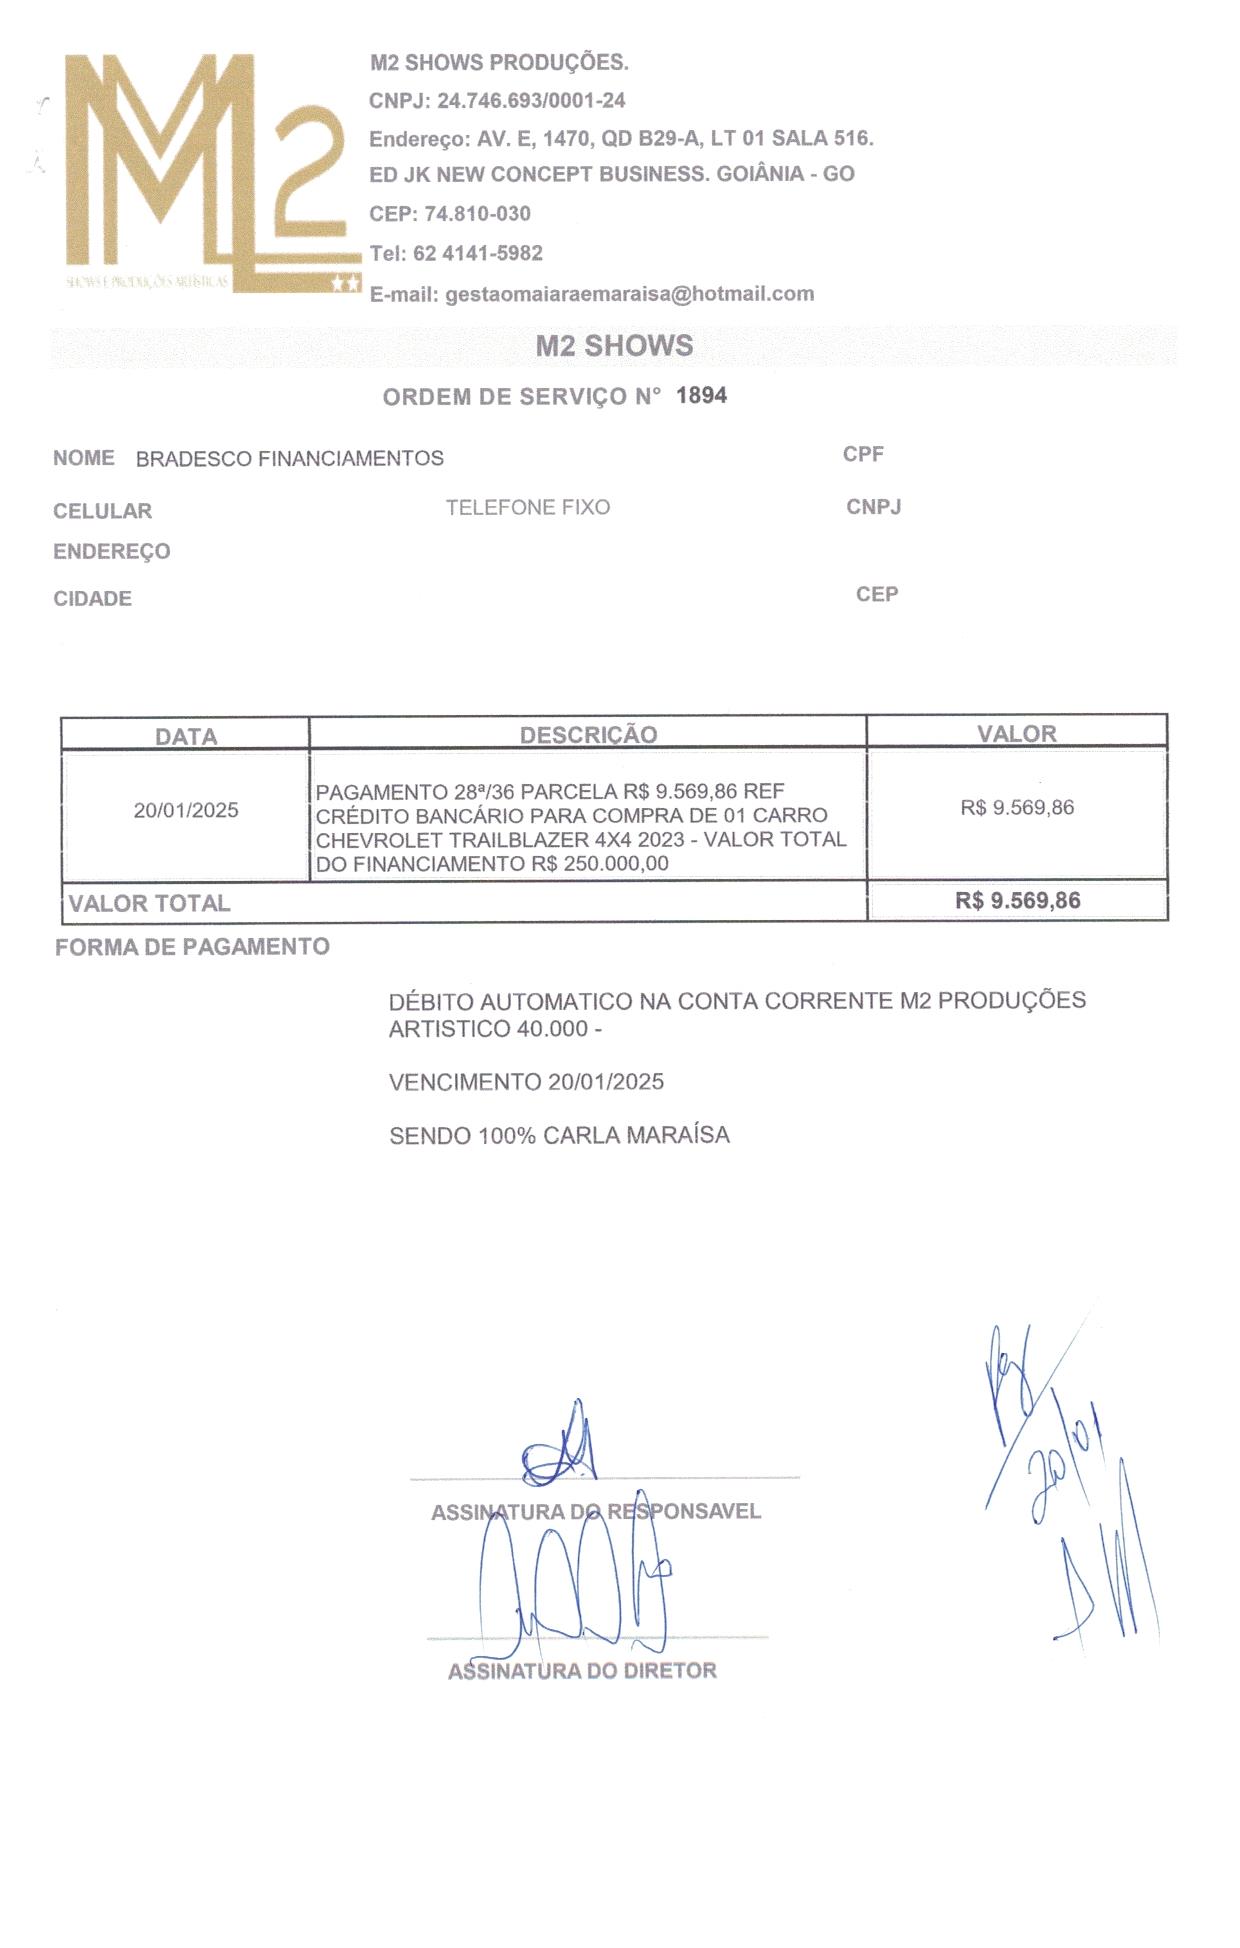 M2
SHOWS E PRODUÇÕES ARTÍSTICAS
M2 SHOWS PRODUÇÕES.
CNPJ: 24.746.693/0001-24
Endereço: AV. E, 1470, QD B29-A, LT 01 SALA 516.
ED JK NEW CONCEPT BUSINESS. GOIÂNIA - GO
CEP: 74.810-030
Tel: 62 4141-5982
E-mail: gestaomaiaraemaraisa@hotmail.com
M2 SHOWS
ORDEM DE SERVIÇO N° 1894
NOME BRADESCO FINANCIAMENTOS CPF
CELULAR TELEFONE FIXO CNPJ
ENDEREÇO
CIDADE CEP
DATA DESCRIÇÃO VALOR
20/01/2025
PAGAMENTO 28ª/36 PARCELA R$ 9.569,86 REF
CRÉDITO BANCÁRIO PARA COMPRA DE 01 CARRO
CHEVROLET TRAILBLAZER 4X4 2023 - VALOR TOTAL
DO FINANCIAMENTO R$ 250.000,00
R$ 9.569,86
VALOR TOTAL R$ 9.569,86
FORMA DE PAGAMENTO
DÉBITO AUTOMATICO NA CONTA CORRENTE M2 PRODUÇÕES
ARTISTICO 40.000 -
VENCIMENTO 20/01/2025
SENDO 100% CARLA MARAÍSA
20/01
ASSINATURA DO RESPONSAVEL
ASSINATURA DO DIRETOR